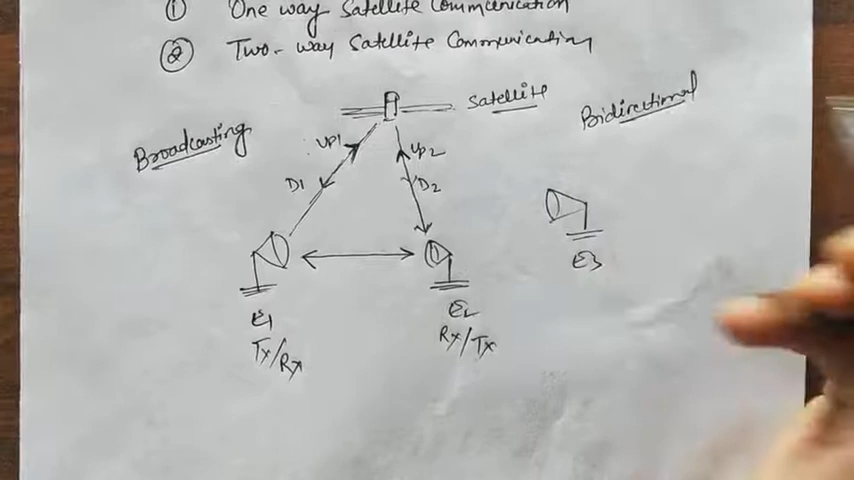 ① One way Satellite Communication
② Two-way Satellite Communication
Satellite
Bidirectional
Broadcasting
UP1
UP2
D1
D2
E1
E2
E3
Tx/Rx
Rx/Tx